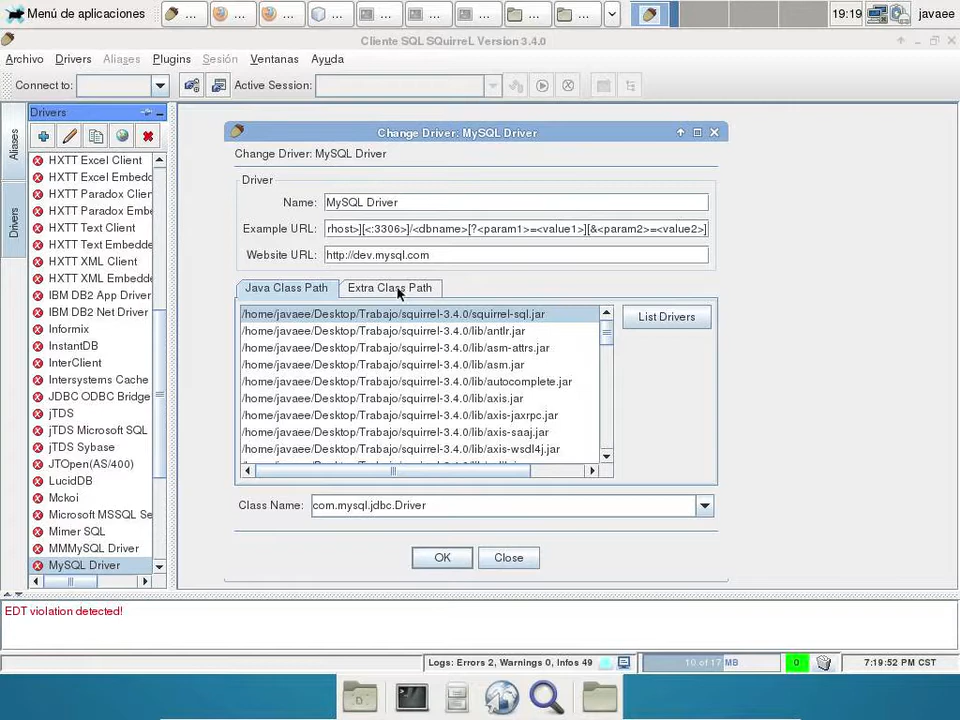 Menú de aplicaciones
...
...
...
...
...
...
...
...
...
...
19:19
javaee
Cliente SQL SQuirreL Version 3.4.0
Archivo Drivers Aliases Plugins Sesión Ventanas Ayuda
Connect to:
Active Session:
Aliases
Drivers
Drivers
HXTT Excel Client
HXTT Excel Embedd
HXTT Paradox Clien
HXTT Paradox Embe
HXTT Text Client
HXTT Text Embedde
HXTT XML Client
HXTT XML Embedde
IBM DB2 App Driver
IBM DB2 Net Driver
Informix
InstantDB
InterClient
Intersystems Cache
JDBC ODBC Bridge
jTDS
jTDS Microsoft SQL
jTDS Sybase
JTOpen(AS/400)
LucidDB
Mckoi
Microsoft MSSQL Se
Mimer SQL
MMMySQL Driver
MySQL Driver
Change Driver: MySQL Driver
Change Driver: MySQL Driver
Driver
Name: MySQL Driver
Example URL: rhost>][<:3306>]/<dbname>[?<param1>=<value1>][&<param2>=<value2>]
Website URL: http://dev.mysql.com
Java Class Path
Extra Class Path
/home/javaee/Desktop/Trabajo/squirrel-3.4.0/squirrel-sql.jar
/home/javaee/Desktop/Trabajo/squirrel-3.4.0/lib/antlr.jar
/home/javaee/Desktop/Trabajo/squirrel-3.4.0/lib/asm-attrs.jar
/home/javaee/Desktop/Trabajo/squirrel-3.4.0/lib/asm.jar
/home/javaee/Desktop/Trabajo/squirrel-3.4.0/lib/autocomplete.jar
/home/javaee/Desktop/Trabajo/squirrel-3.4.0/lib/axis.jar
/home/javaee/Desktop/Trabajo/squirrel-3.4.0/lib/axis-jaxrpc.jar
/home/javaee/Desktop/Trabajo/squirrel-3.4.0/lib/axis-saaj.jar
/home/javaee/Desktop/Trabajo/squirrel-3.4.0/lib/axis-wsdl4j.jar
List Drivers
Class Name: com.mysql.jdbc.Driver
OK
Close
EDT violation detected!
Logs: Errors 2, Warnings 0, Infos 49
10 of 17 MB
0
7:19:52 PM CST